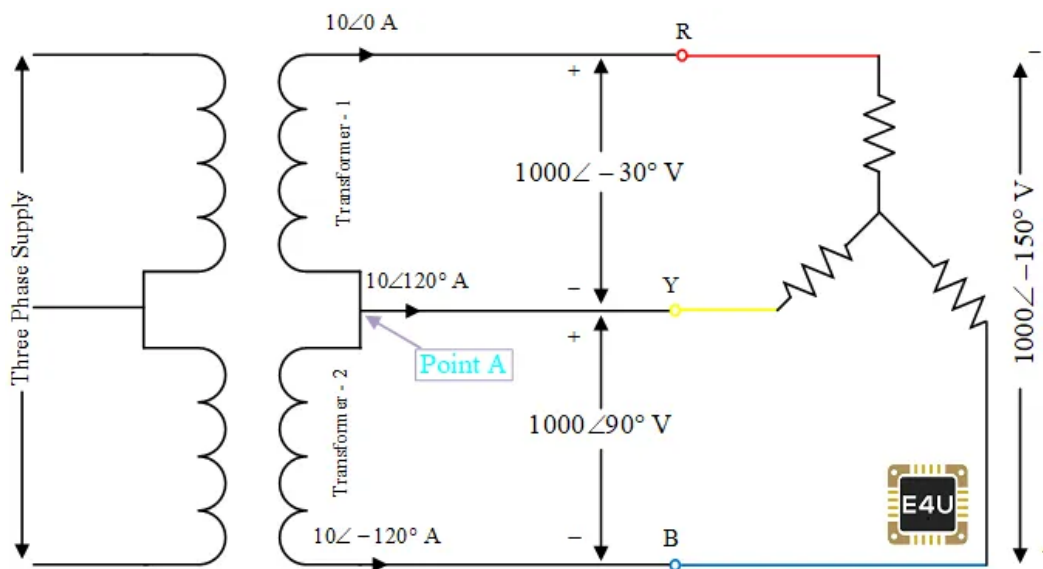 10∠0 A
R
+
–
Transformer - 1
1000∠ – 30° V
Three Phase Supply
1000∠ –150° V
10∠120° A
–
Y
+
Point A
Transformer - 2
1000∠90° V
E4U
10∠ –120° A
–
B